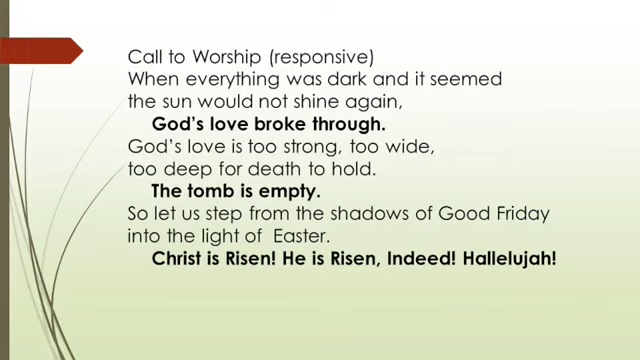 Call to Worship (responsive)
When everything was dark and it seemed
the sun would not shine again,
God's love broke through.
God's love is too strong, too wide,
too deep for death to hold.
The tomb is empty.
So let us step from the shadows of Good Friday
into the light of  Easter.
Christ is Risen! He is Risen, Indeed! Hallelujah!